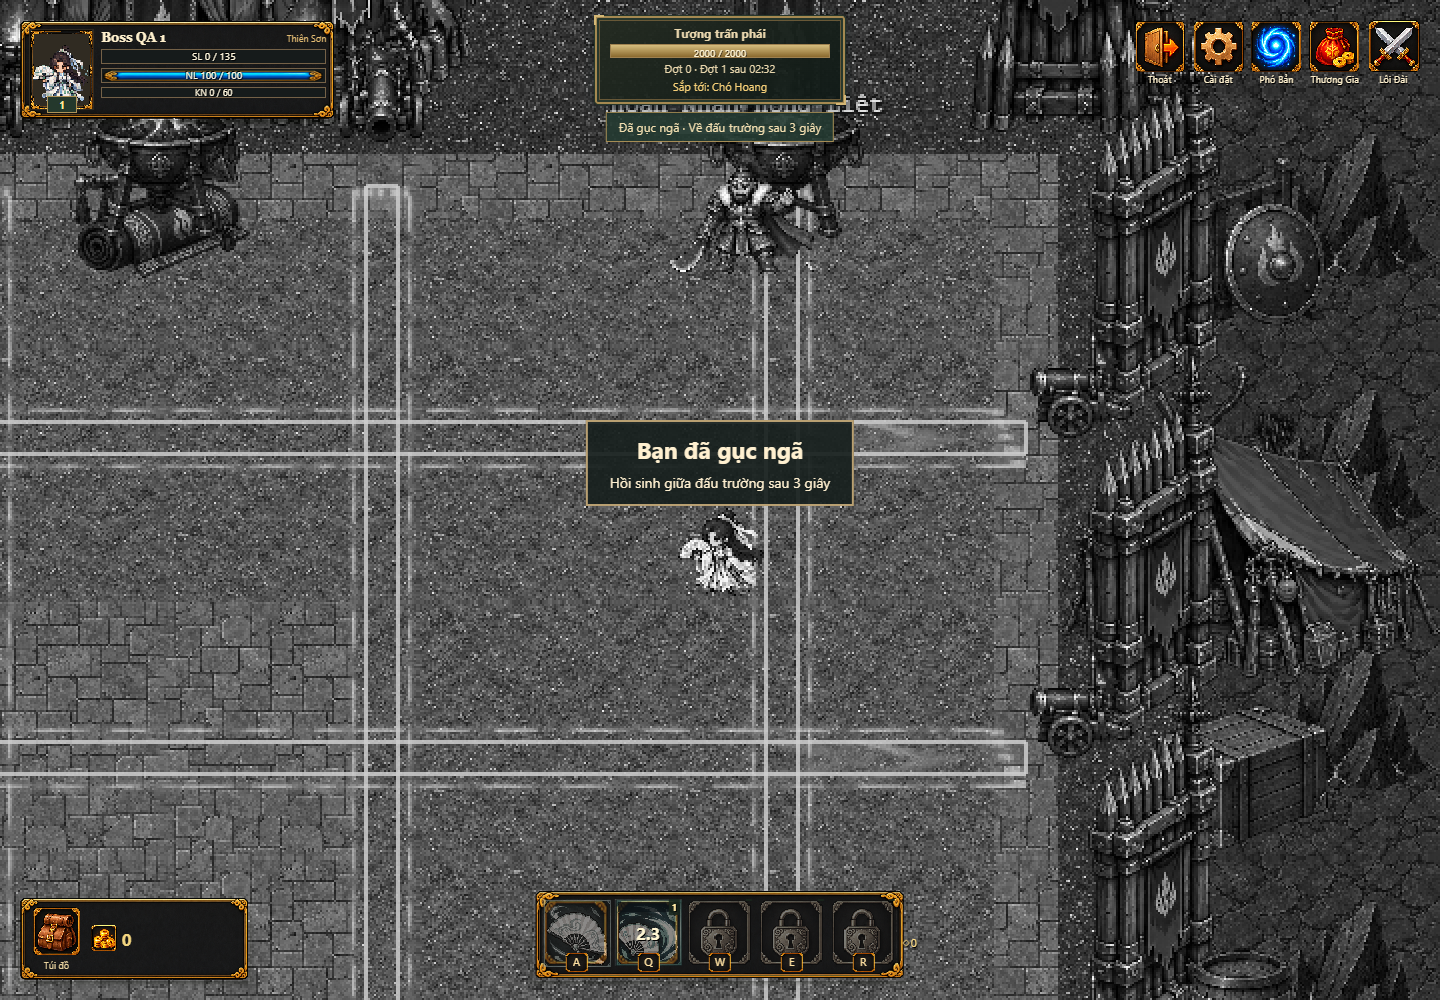 Boss QA 1
Thiên Sơn
SL 0 / 135
NL 100 / 100
KN 0 / 60
1
Tượng trấn phái
2000 / 2000
Đợt 0 · Đợt 1 sau 02:32
Sắp tới: Chó Hoang
Đã gục ngã · Về đấu trường sau 3 giây
Thoát
Cài đặt
Phó Bản
Thương Gia
Lôi Đài
Bạn đã gục ngã
Hồi sinh giữa đấu trường sau 3 giây
Túi đồ
0
A
1
2.3
Q
W
E
R
0